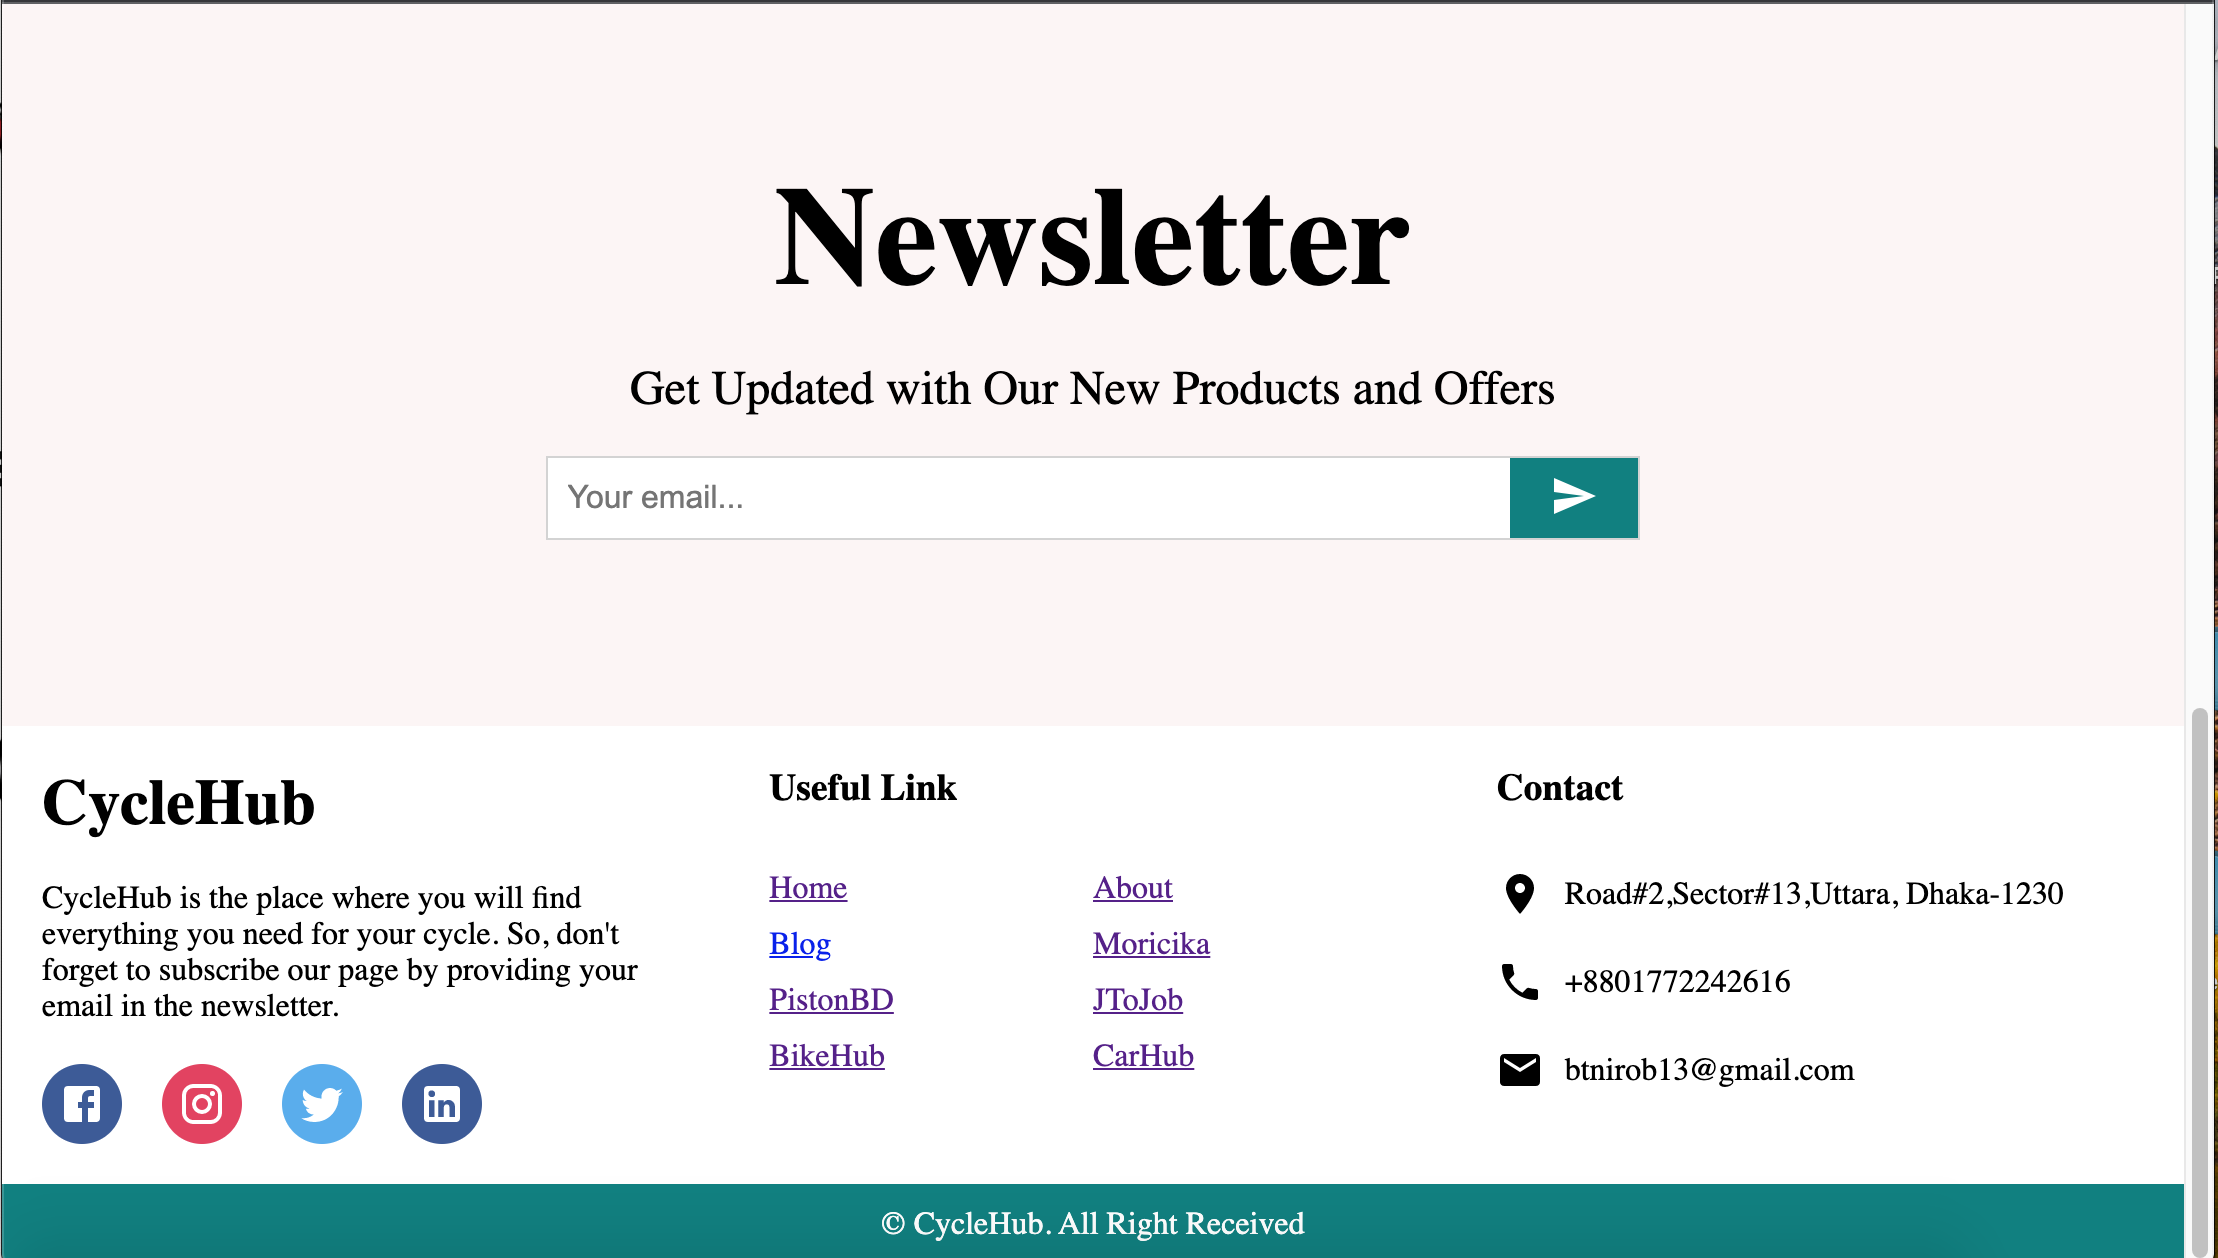 Newsletter
Get Updated with Our New Products and Offers
Your email...
CycleHub
CycleHub is the place where you will find
everything you need for your cycle. So, don't
forget to subscribe our page by providing your
email in the newsletter.
Useful Link
Home
About
Blog
Moricika
PistonBD
JToJob
BikeHub
CarHub
Contact
Road#2,Sector#13,Uttara, Dhaka-1230
+8801772242616
btnirob13@gmail.com
© CycleHub. All Right Received